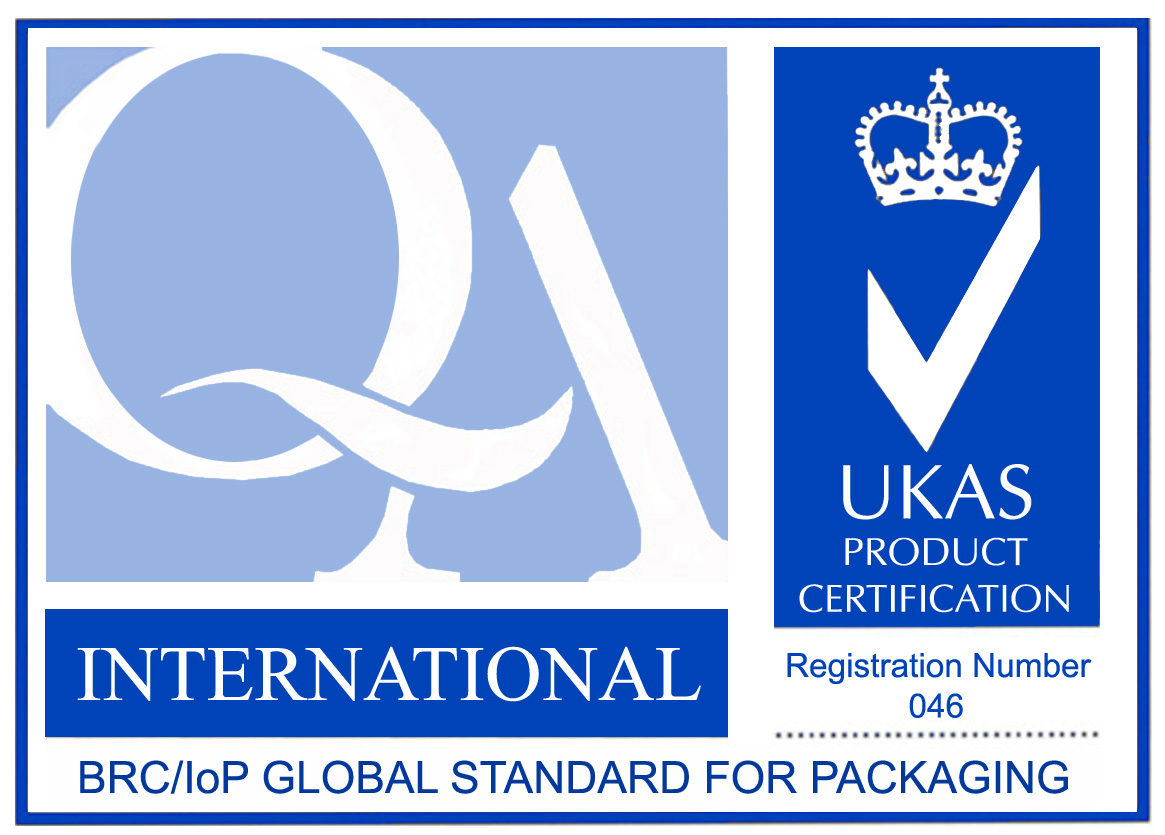 QA
INTERNATIONAL
UKAS
PRODUCT
CERTIFICATION
Registration Number
046
BRC/IoP GLOBAL STANDARD FOR PACKAGING